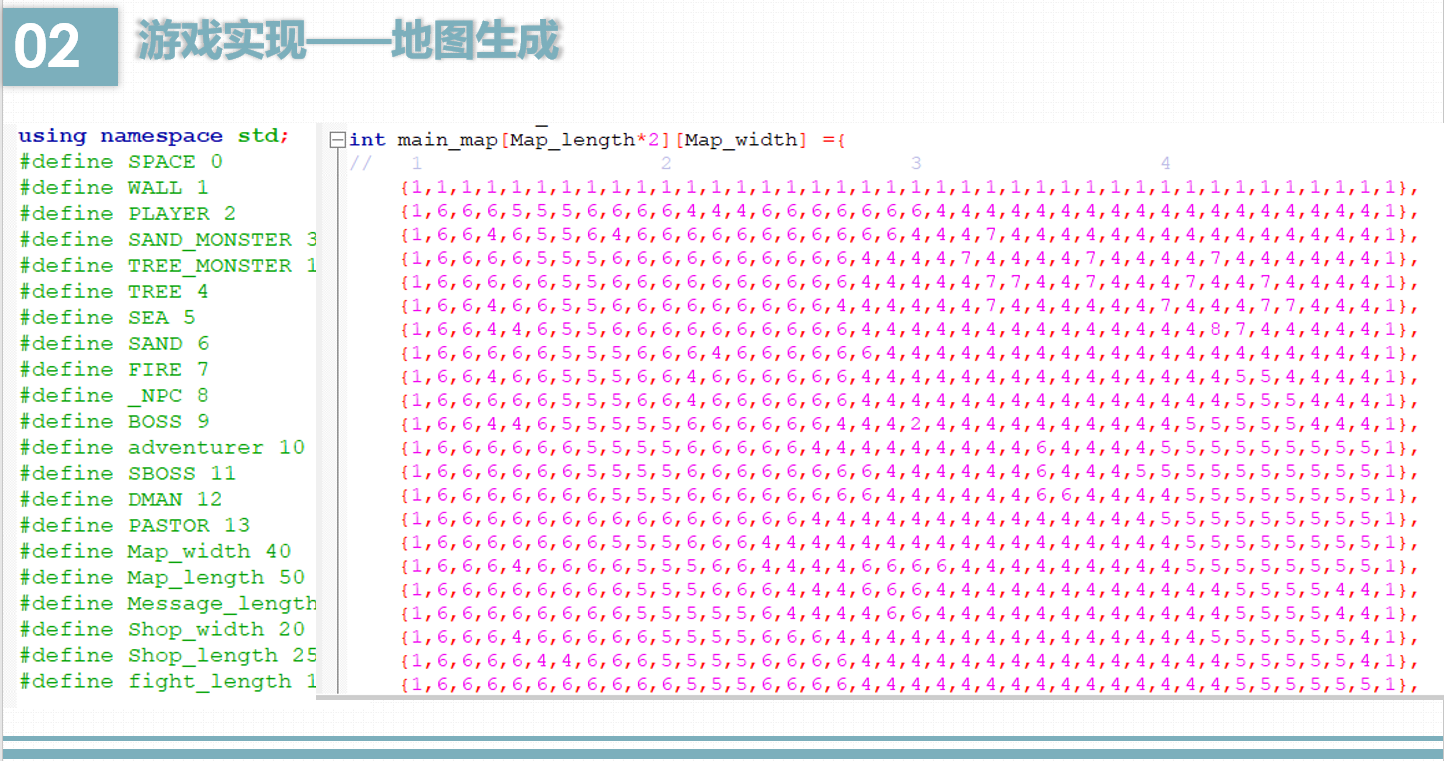 02
游戏实现——地图生成
using namespace std;
#define SPACE 0
#define WALL 1
#define PLAYER 2
#define SAND_MONSTER 3
#define TREE_MONSTER 1
#define TREE 4
#define SEA 5
#define SAND 6
#define FIRE 7
#define _NPC 8
#define BOSS 9
#define adventurer 10
#define SBOSS 11
#define DMAN 12
#define PASTOR 13
#define Map_width 40
#define Map_length 50
#define Message_length
#define Shop_width 20
#define Shop_length 25
#define fight_length 1
int main_map[Map_length*2][Map_width] ={
// 1 2 3 4
{1,1,1,1,1,1,1,1,1,1,1,1,1,1,1,1,1,1,1,1,1,1,1,1,1,1,1,1,1,1,1,1,1,1,1,1,1,1,1,1},
{1,6,6,6,5,5,5,6,6,6,6,4,4,4,6,6,6,6,6,6,6,4,4,4,4,4,4,4,4,4,4,4,4,4,4,4,4,4,4,1},
{1,6,6,4,6,5,5,6,4,6,6,6,6,6,6,6,6,6,6,6,4,4,4,7,4,4,4,4,4,4,4,4,4,4,4,4,4,4,4,1},
{1,6,6,6,6,5,5,5,6,6,6,6,6,6,6,6,6,6,4,4,4,4,7,4,4,4,4,7,4,4,4,4,7,4,4,4,4,4,4,1},
{1,6,6,6,6,6,5,5,6,6,6,6,6,6,6,6,6,6,4,4,4,4,4,7,7,4,4,7,4,4,4,7,4,4,7,4,4,4,4,1},
{1,6,6,4,6,6,5,5,6,6,6,6,6,6,6,6,6,4,4,4,4,4,4,7,4,4,4,4,4,4,7,4,4,4,7,7,4,4,4,1},
{1,6,6,4,4,6,5,5,6,6,6,6,6,6,6,6,6,6,4,4,4,4,4,4,4,4,4,4,4,4,4,4,8,7,4,4,4,4,4,1},
{1,6,6,6,6,6,5,5,5,6,6,6,4,6,6,6,6,6,6,4,4,4,4,4,4,4,4,4,4,4,4,4,4,4,4,4,4,4,4,1},
{1,6,6,4,6,6,5,5,5,6,6,4,6,6,6,6,6,6,4,4,4,4,4,4,4,4,4,4,4,4,4,4,4,5,5,4,4,4,4,1},
{1,6,6,6,6,6,5,5,5,6,6,4,6,6,6,6,6,6,4,4,4,4,4,4,4,4,4,4,4,4,4,4,4,5,5,5,4,4,4,1},
{1,6,6,4,4,6,5,5,5,5,5,6,6,6,6,6,6,4,4,4,2,4,4,4,4,4,4,4,4,4,4,5,5,5,5,5,4,4,4,1},
{1,6,6,6,6,6,6,5,5,5,5,6,6,6,6,6,4,4,4,4,4,4,4,4,4,6,4,4,4,4,5,5,5,5,5,5,5,5,5,1},
{1,6,6,6,6,6,6,5,5,5,5,6,6,6,6,6,6,6,6,4,4,4,4,4,4,6,4,4,4,5,5,5,5,5,5,5,5,5,5,1},
{1,6,6,6,6,6,6,6,5,5,5,6,6,6,6,6,6,6,6,4,4,4,4,4,4,6,6,4,4,4,4,5,5,5,5,5,5,5,5,1},
{1,6,6,6,6,6,6,6,6,6,6,6,6,6,6,6,4,4,4,4,4,4,4,4,4,4,4,4,4,4,5,5,5,5,5,5,5,5,5,1},
{1,6,6,6,6,6,6,6,5,5,5,6,6,6,4,4,4,4,4,4,4,4,4,4,4,4,4,4,4,4,4,5,5,5,5,5,5,5,5,1},
{1,6,6,6,4,6,6,6,6,5,5,5,6,6,4,4,4,4,6,6,6,6,4,4,4,4,4,4,4,4,4,5,5,5,5,5,5,5,5,1},
{1,6,6,6,6,6,6,6,6,5,5,5,6,6,6,4,4,4,6,6,6,4,4,4,4,4,4,4,4,4,4,4,4,5,5,5,5,4,4,1},
{1,6,6,6,6,6,6,6,6,5,5,5,5,5,6,4,4,4,4,6,6,4,4,4,4,4,4,4,4,4,4,4,4,5,5,5,5,4,4,1},
{1,6,6,6,4,6,6,6,6,6,5,5,5,5,6,6,6,4,4,4,4,4,4,4,4,4,4,4,4,4,4,4,5,5,5,5,5,5,4,1},
{1,6,6,6,6,4,4,6,6,6,5,5,5,5,6,6,6,6,4,4,4,4,4,4,4,4,4,4,4,4,4,4,4,5,5,5,5,5,4,1},
{1,6,6,6,6,6,6,6,6,6,6,5,5,5,6,6,6,6,4,4,4,4,4,4,4,4,4,4,4,4,4,4,4,5,5,5,5,5,5,1},